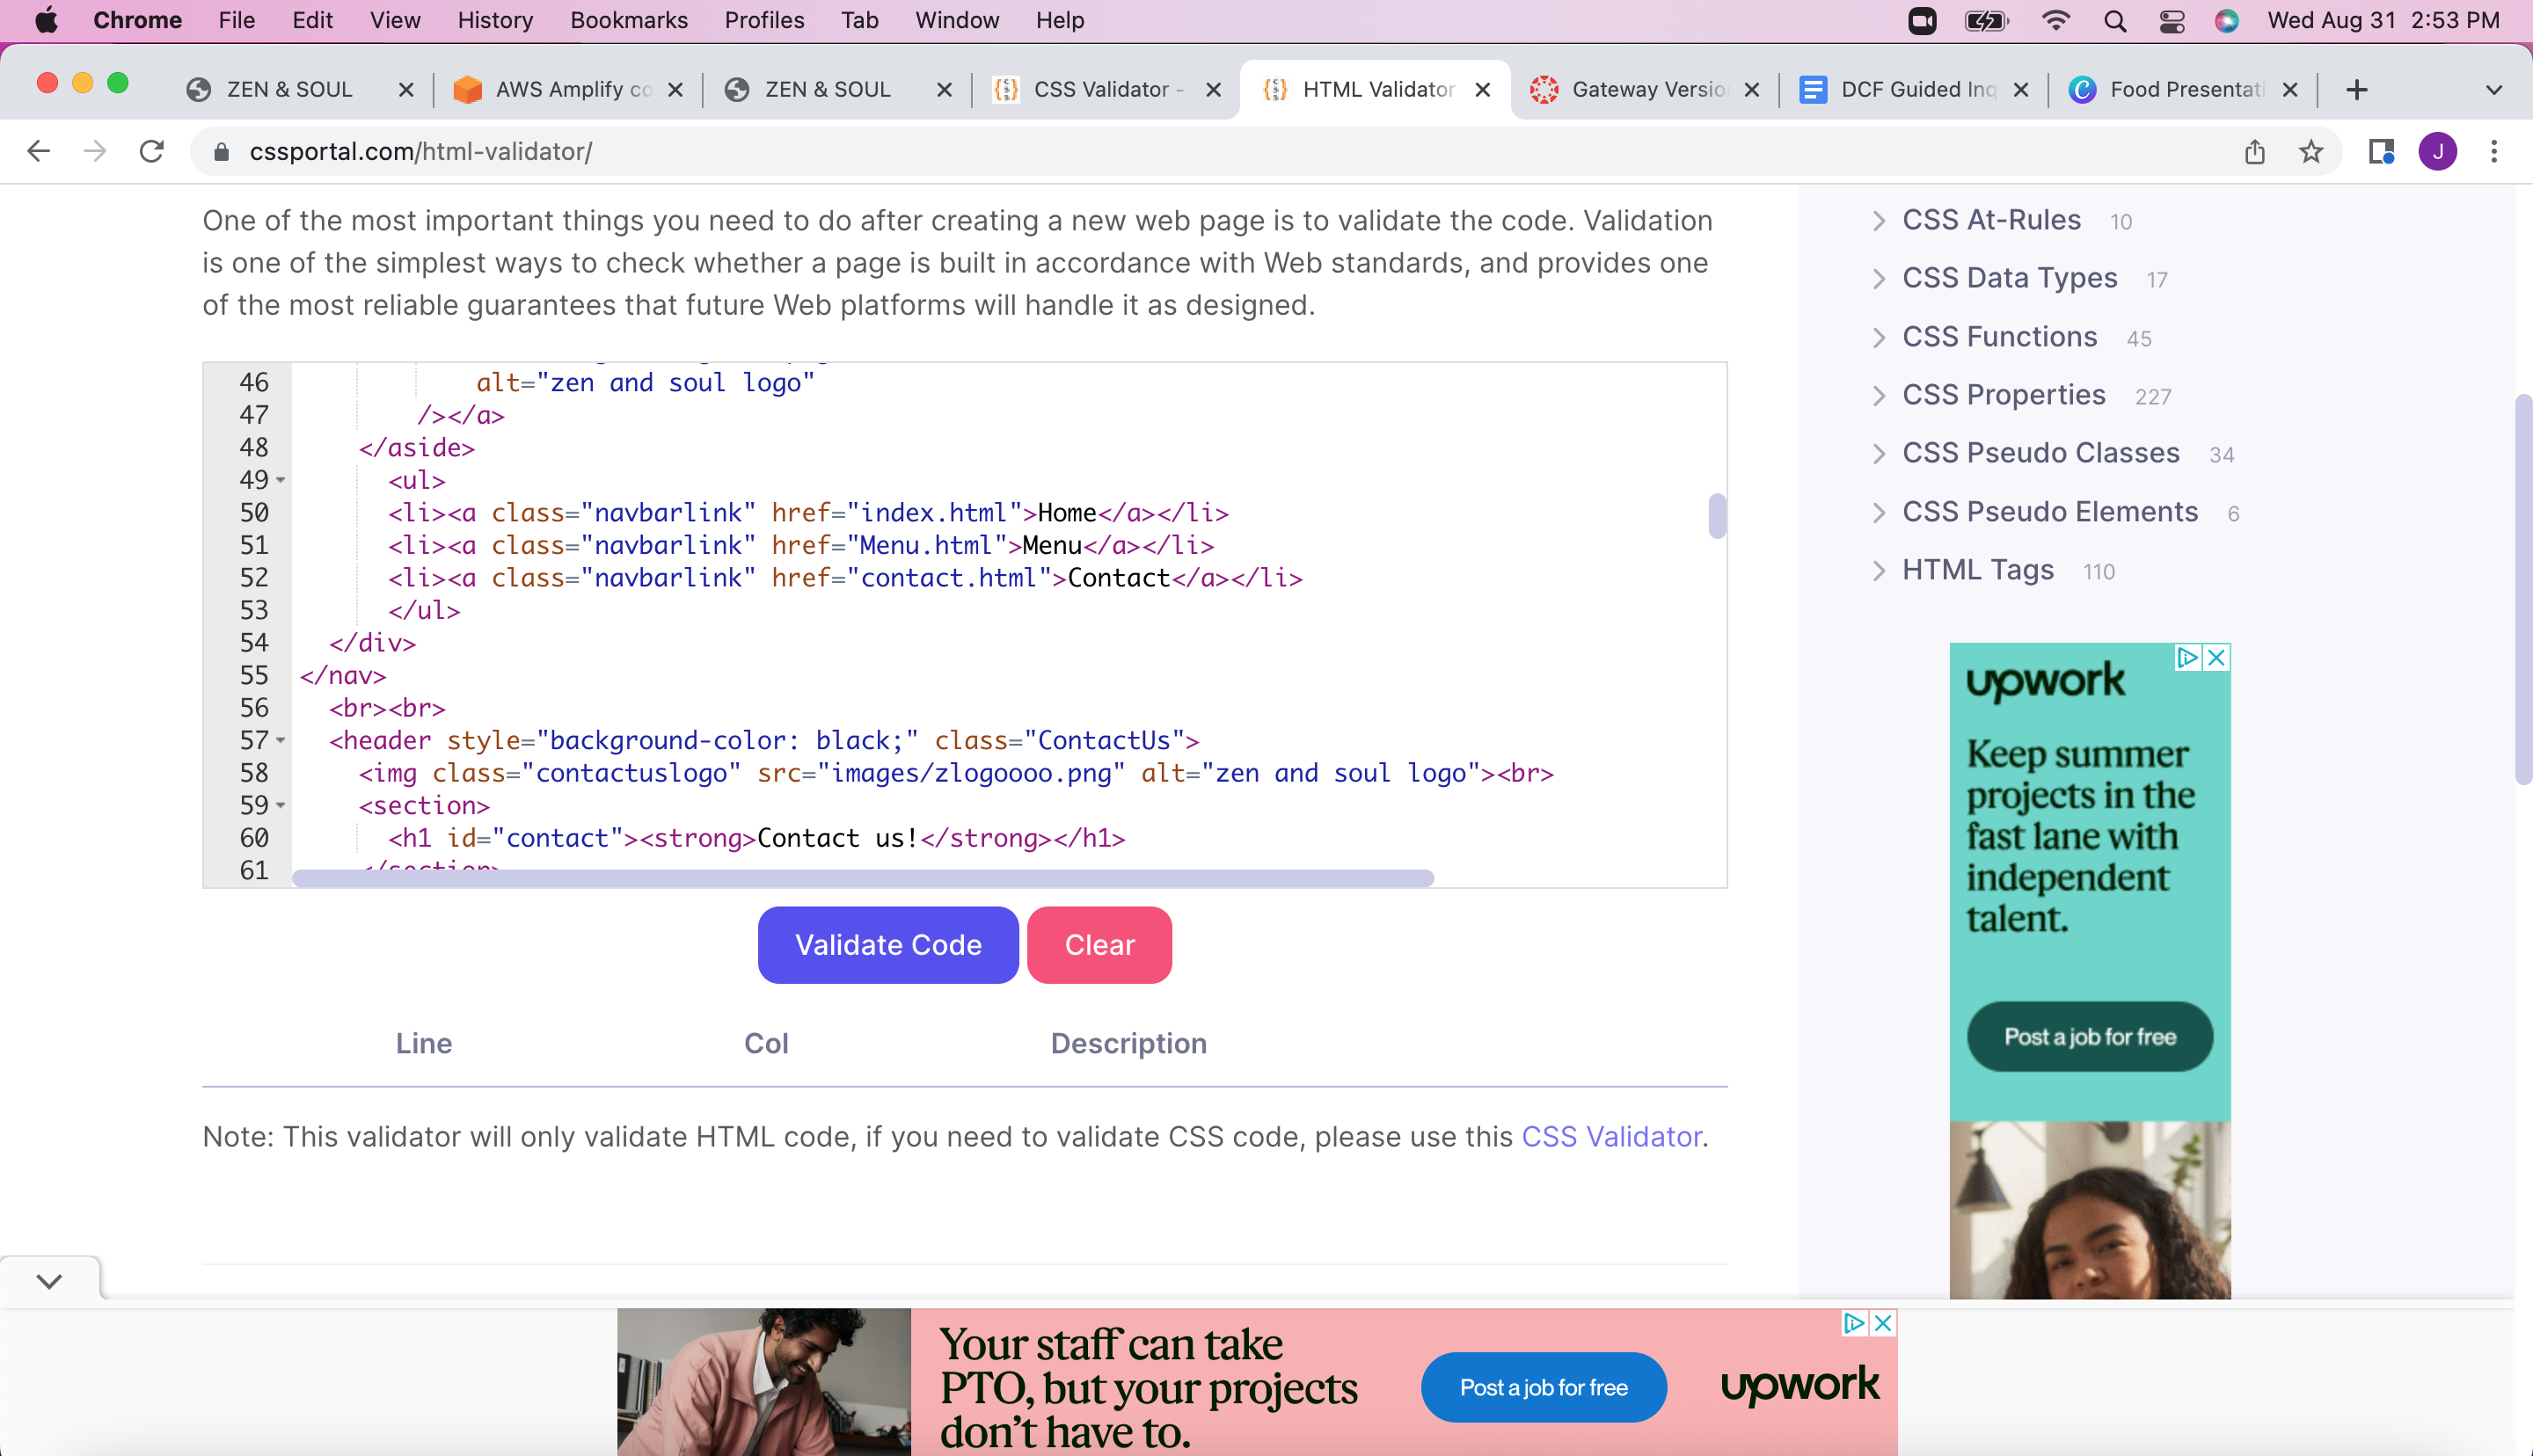 Chrome File Edit View History Bookmarks Profiles Tab Window Help Wed Aug 31 2:53 PM
ZEN & SOUL AWS Amplify co ZEN & SOUL CSS Validator - HTML Validator Gateway Versio DCF Guided Inq Food Presentati
cssportal.com/html-validator/ J
One of the most important things you need to do after creating a new web page is to validate the code. Validation
is one of the simplest ways to check whether a page is built in accordance with Web standards, and provides one
of the most reliable guarantees that future Web platforms will handle it as designed.
46 alt="zen and soul logo"
47 /></a>
48 </aside>
49 <ul>
50 <li><a class="navbarlink" href="index.html">Home</a></li>
51 <li><a class="navbarlink" href="Menu.html">Menu</a></li>
52 <li><a class="navbarlink" href="contact.html">Contact</a></li>
53 </ul>
54 </div>
55 </nav>
56 <br><br>
57 <header style="background-color: black;" class="ContactUs">
58 <img class="contactuslogo" src="images/zlogoooo.png" alt="zen and soul logo"><br>
59 <section>
60 <h1 id="contact"><strong>Contact us!</strong></h1>
61 </section>
Validate Code Clear
Line Col Description
Note: This validator will only validate HTML code, if you need to validate CSS code, please use this CSS Validator.
CSS At-Rules 10
CSS Data Types 17
CSS Functions 45
CSS Properties 227
CSS Pseudo Classes 34
CSS Pseudo Elements 6
HTML Tags 110
upwork
Keep summer
projects in the
fast lane with
independent
talent.
Post a job for free
Your staff can take
PTO, but your projects
don't have to.
Post a job for free
upwork